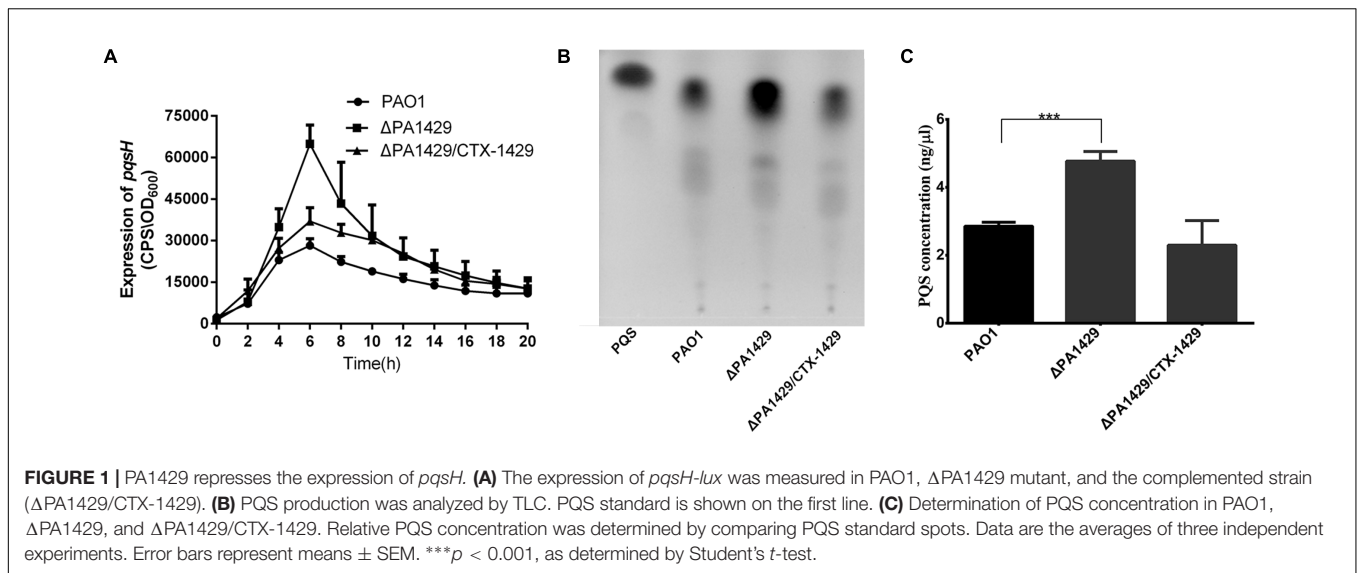 A
B
C
PAO1
ΔPA1429
ΔPA1429/CTX-1429
Expression of pqsH
(CPS\OD600)
75000
60000
45000
30000
15000
0
0 2 4 6 8 10 12 14 16 18 20
Time(h)
PQS
PAO1
ΔPA1429
ΔPA1429/CTX-1429
PQS concentration (ng/µl)
6
4
2
0
***
PAO1
ΔPA1429
ΔPA1429/CTX-1429
FIGURE 1 | PA1429 represses the expression of pqsH. (A) The expression of pqsH-lux was measured in PAO1, ΔPA1429 mutant, and the complemented strain
(ΔPA1429/CTX-1429). (B) PQS production was analyzed by TLC. PQS standard is shown on the first line. (C) Determination of PQS concentration in PAO1,
ΔPA1429, and ΔPA1429/CTX-1429. Relative PQS concentration was determined by comparing PQS standard spots. Data are the averages of three independent
experiments. Error bars represent means ± SEM. ***p < 0.001, as determined by Student's t-test.